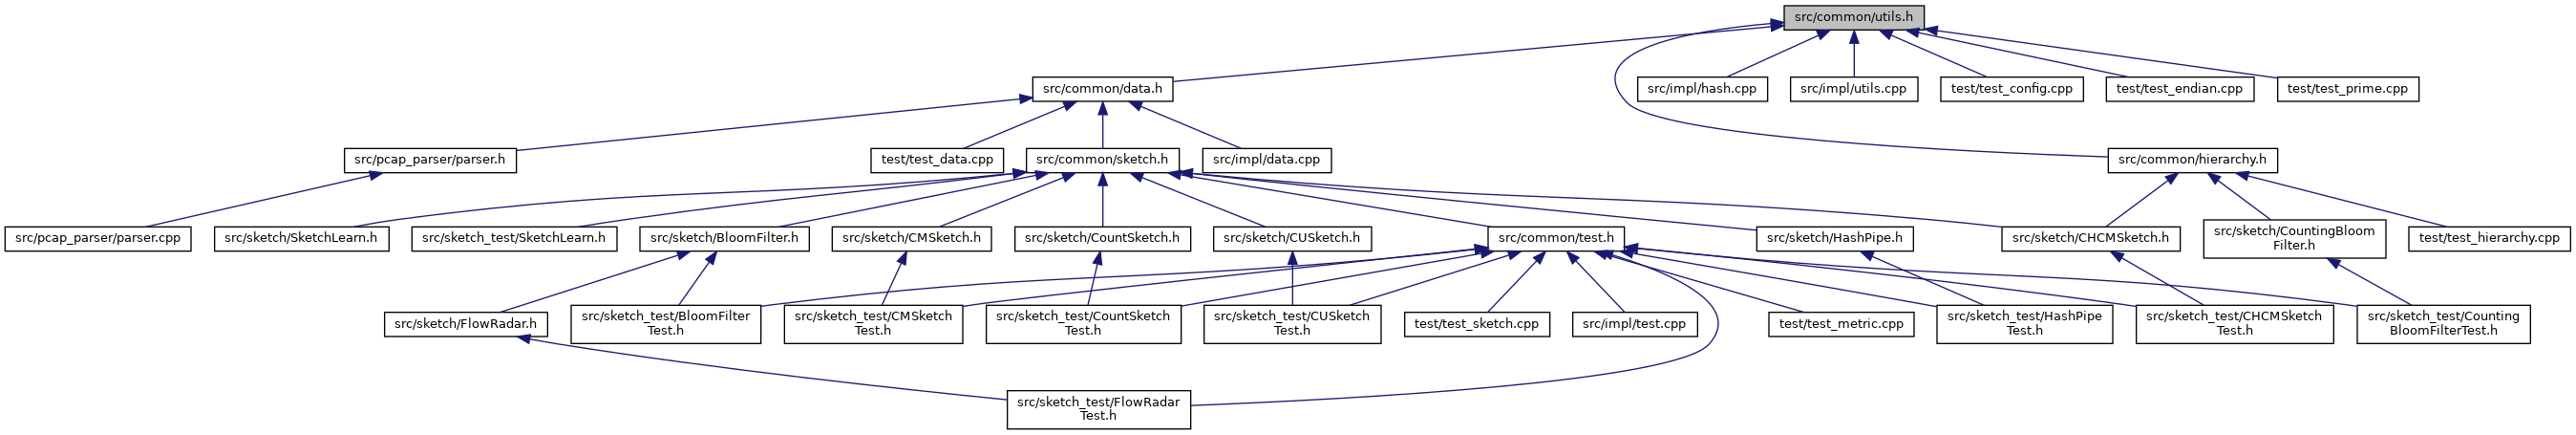 src/common/utils.h
src/common/data.h
src/impl/hash.cpp
src/impl/utils.cpp
test/test_config.cpp
test/test_endian.cpp
test/test_prime.cpp
src/pcap_parser/parser.h
test/test_data.cpp
src/common/sketch.h
src/impl/data.cpp
src/common/hierarchy.h
src/pcap_parser/parser.cpp
src/sketch/SketchLearn.h
src/sketch_test/SketchLearn.h
src/sketch/BloomFilter.h
src/sketch/CMSketch.h
src/sketch/CountSketch.h
src/sketch/CUSketch.h
src/common/test.h
src/sketch/HashPipe.h
src/sketch/CHCMSketch.h
src/sketch/CountingBloom
Filter.h
test/test_hierarchy.cpp
src/sketch/FlowRadar.h
src/sketch_test/BloomFilter
Test.h
src/sketch_test/CMSketch
Test.h
src/sketch_test/CountSketch
Test.h
src/sketch_test/CUSketch
Test.h
test/test_sketch.cpp
src/impl/test.cpp
test/test_metric.cpp
src/sketch_test/HashPipe
Test.h
src/sketch_test/CHCMSketch
Test.h
src/sketch_test/Counting
BloomFilterTest.h
src/sketch_test/FlowRadar
Test.h